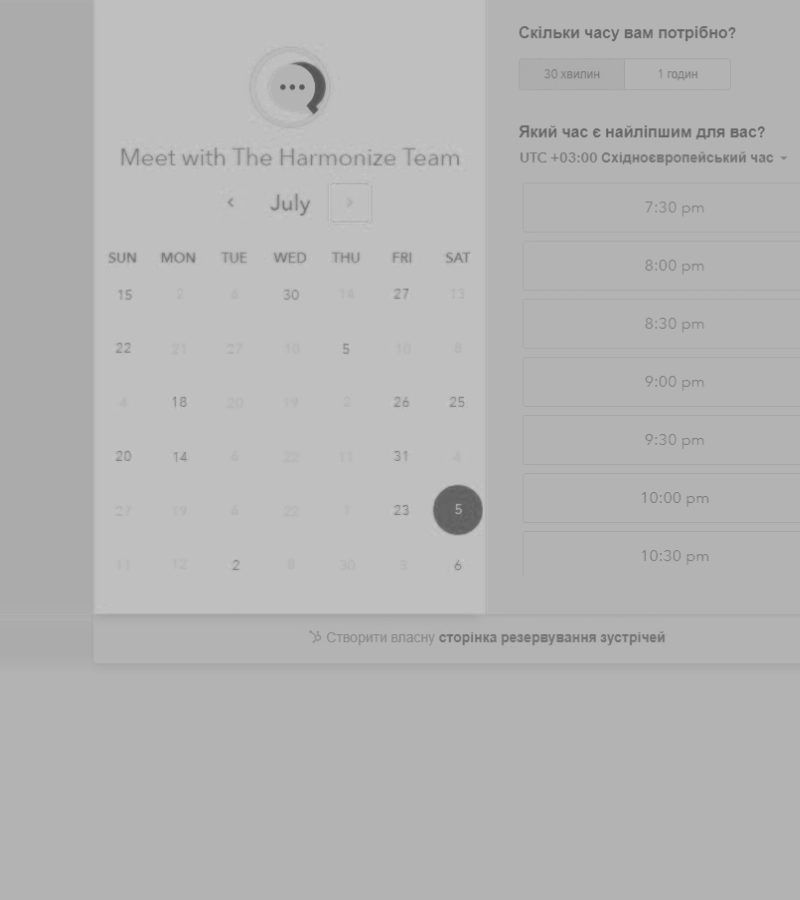 Meet with The Harmonize Team
July
SUN MON TUE WED THU FRI SAT
15 2 6 30 14 27 13
22 21 27 18 5 18 8
4 18 20 19 2 26 25
20 14 6 22 11 31 4
27 19 6 22 1 23 5
11 12 2 8 30 3 6
Скільки часу вам потрібно?
30 хвилин 1 годин
Який час є найліпшим для вас?
UTC +03:00 Східноєвропейський час
7:30 pm
8:00 pm
8:30 pm
9:00 pm
9:30 pm
10:00 pm
10:30 pm
Створити власну сторінка резервування зустрічей